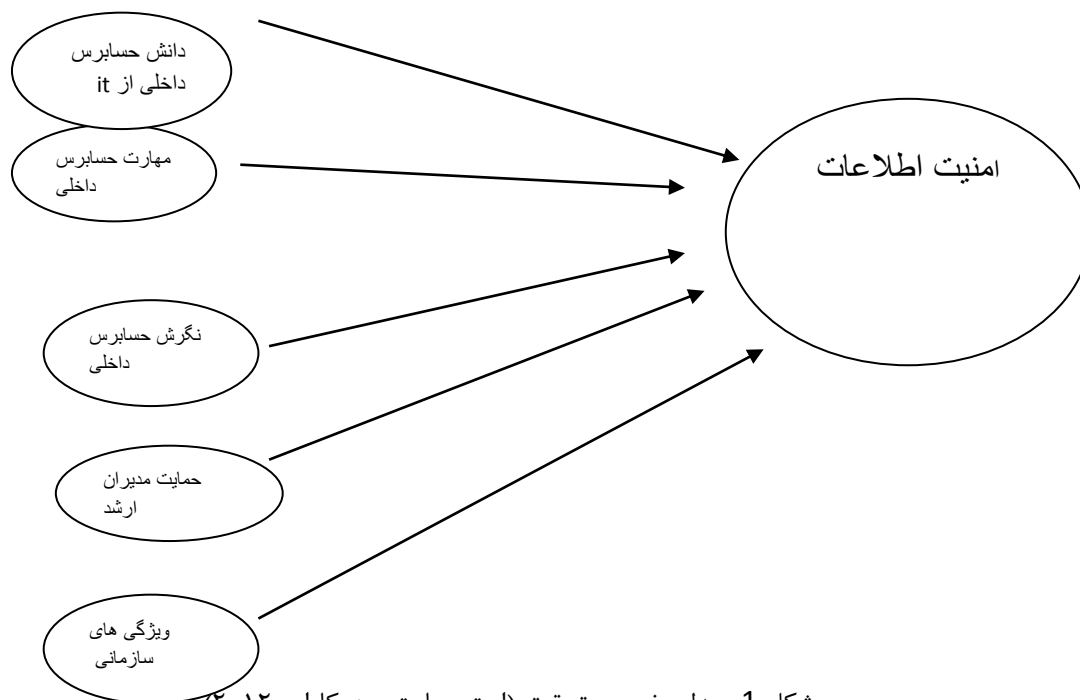 دانش حسابرس
داخلی از it
مهارت حسابرس
داخلی
امنیت اطلاعات
نگرش حسابرس
داخلی
حمایت مدیران
ارشد
ویژگی های
سازمانی
1